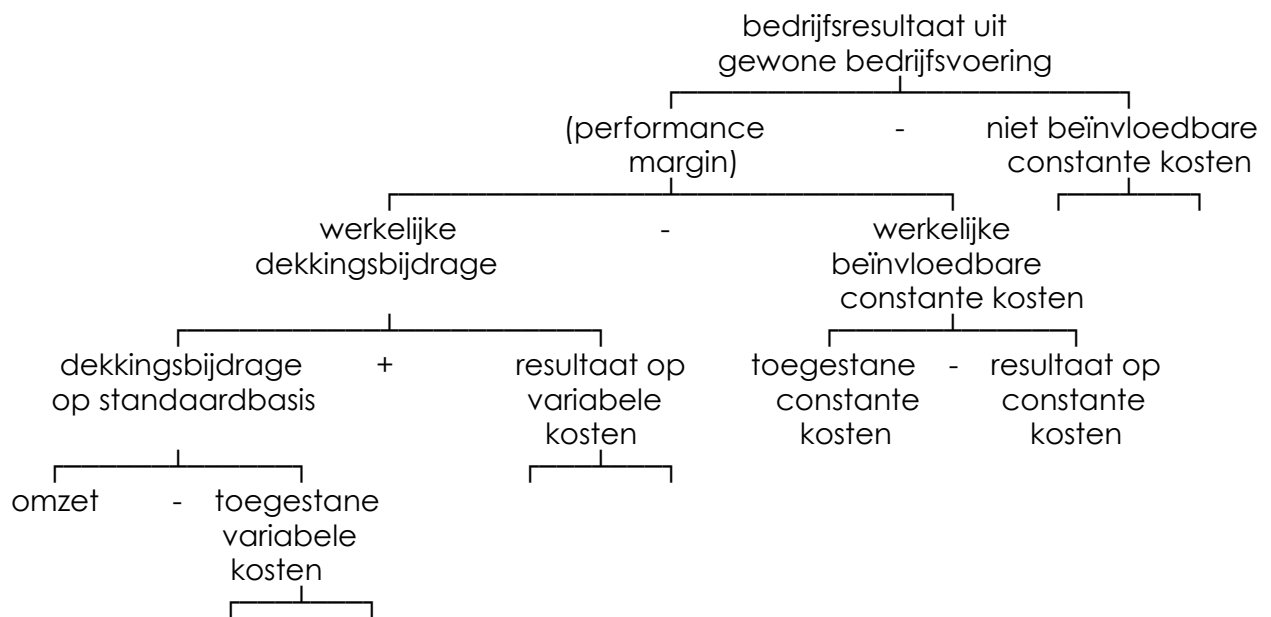 bedrijfsresultaat uit
gewone bedrijfsvoering
(performance - niet beïnvloedbare
margin) constante kosten
werkelijke - werkelijke
dekkingsbijdrage beïnvloedbare
constante kosten
dekkingsbijdrage + resultaat op toegestane - resultaat op
op standaardbasis variabele constante constante
kosten kosten kosten
omzet - toegestane
variabele
kosten